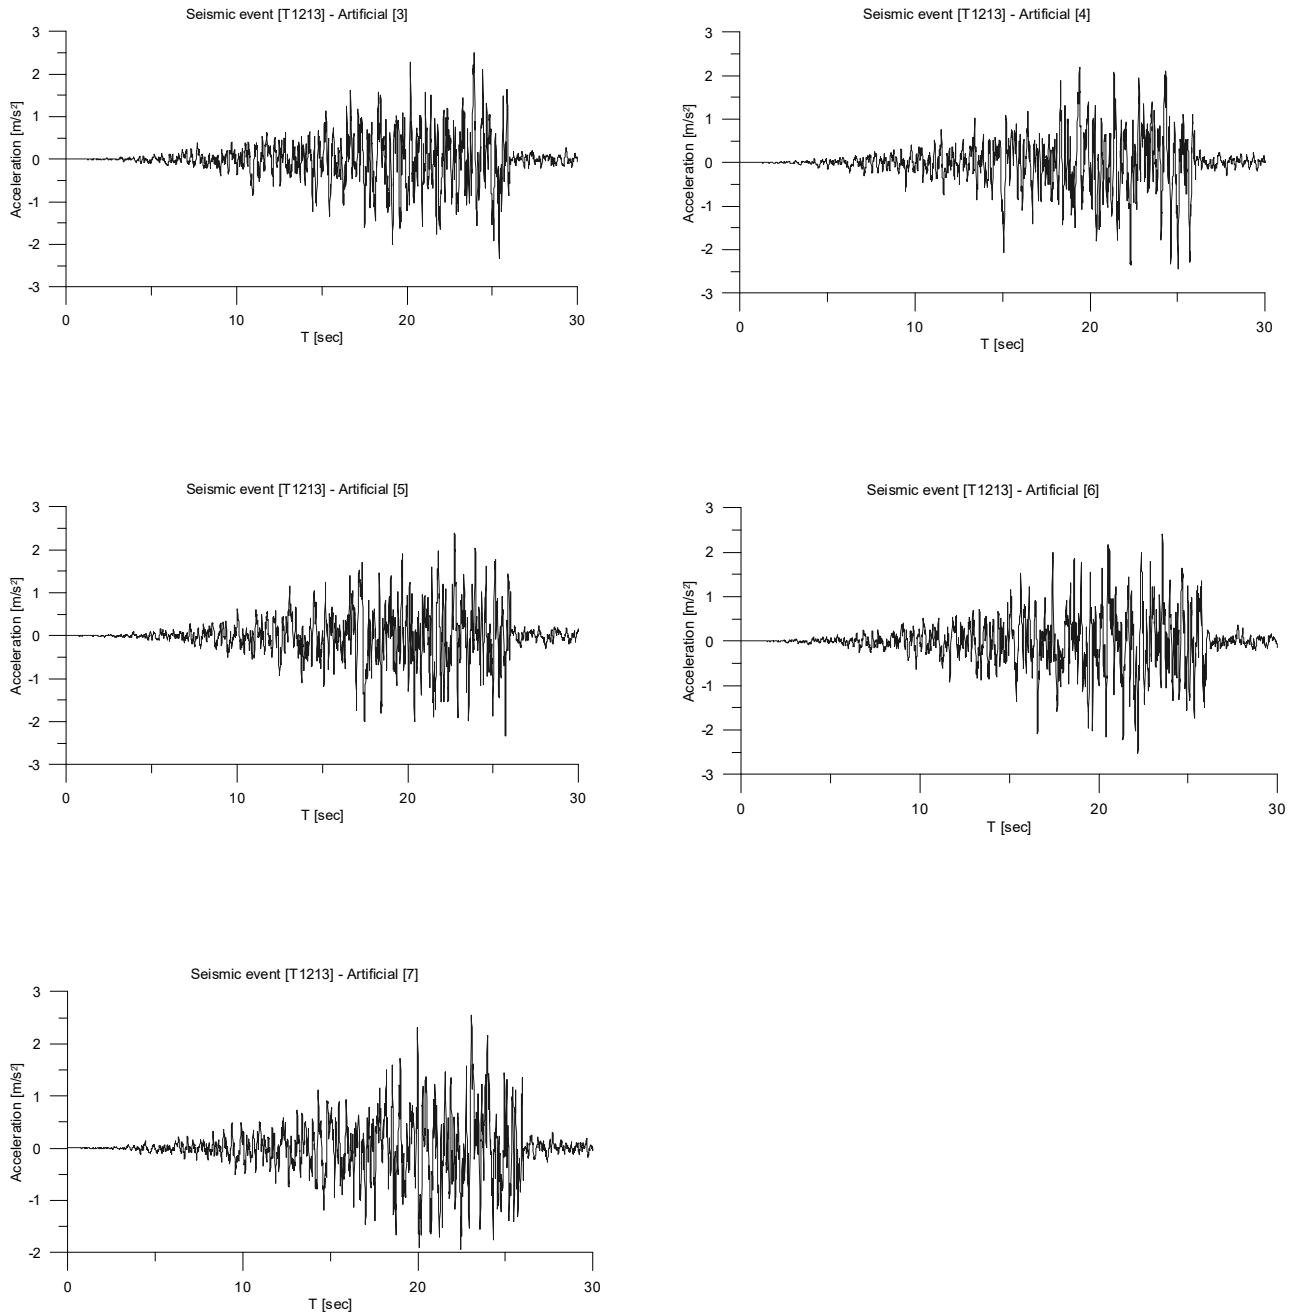 Seismic event [T1213] - Artificial [3]
3
2
1
0
-1
-2
-3
Acceleration [m/s²]
0 10 20 30
T [sec]
Seismic event [T1213] - Artificial [4]
3
2
1
0
-1
-2
-3
Acceleration [m/s²]
0 10 20 30
T [sec]
Seismic event [T1213] - Artificial [5]
3
2
1
0
-1
-2
-3
Acceleration [m/s²]
0 10 20 30
T [sec]
Seismic event [T1213] - Artificial [6]
3
2
1
0
-1
-2
-3
Acceleration [m/s²]
0 10 20 30
T [sec]
Seismic event [T1213] - Artificial [7]
3
2
1
0
-1
-2
Acceleration [m/s²]
0 10 20 30
T [sec]